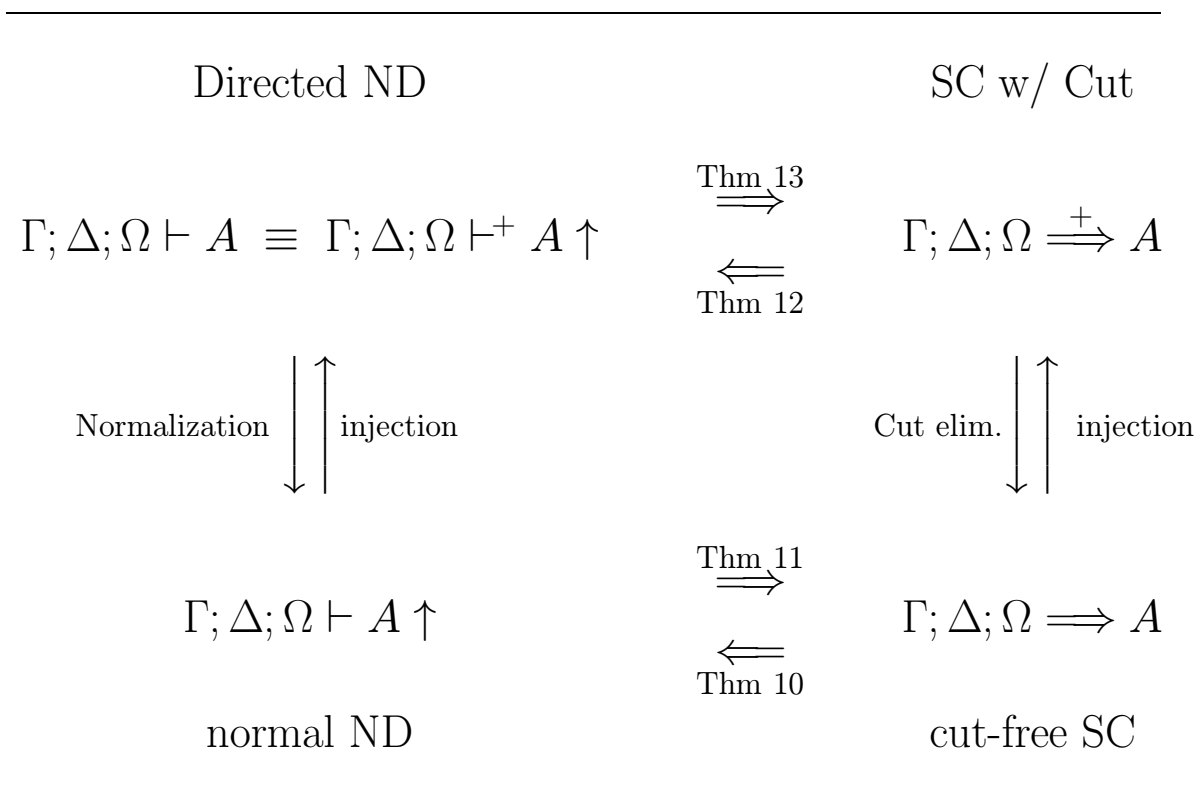 Directed ND SC w/ Cut
Thm 13
⟹
Γ; Δ; Ω ⊢ A ≡ Γ; Δ; Ω ⊢⁺ A ↑ Γ; Δ; Ω ⟹⁺ A
⟸
Thm 12
Normalization injection Cut elim. injection
Thm 11
⟹
Γ; Δ; Ω ⊢ A ↑ Γ; Δ; Ω ⟹ A
⟸
Thm 10
normal ND cut-free SC